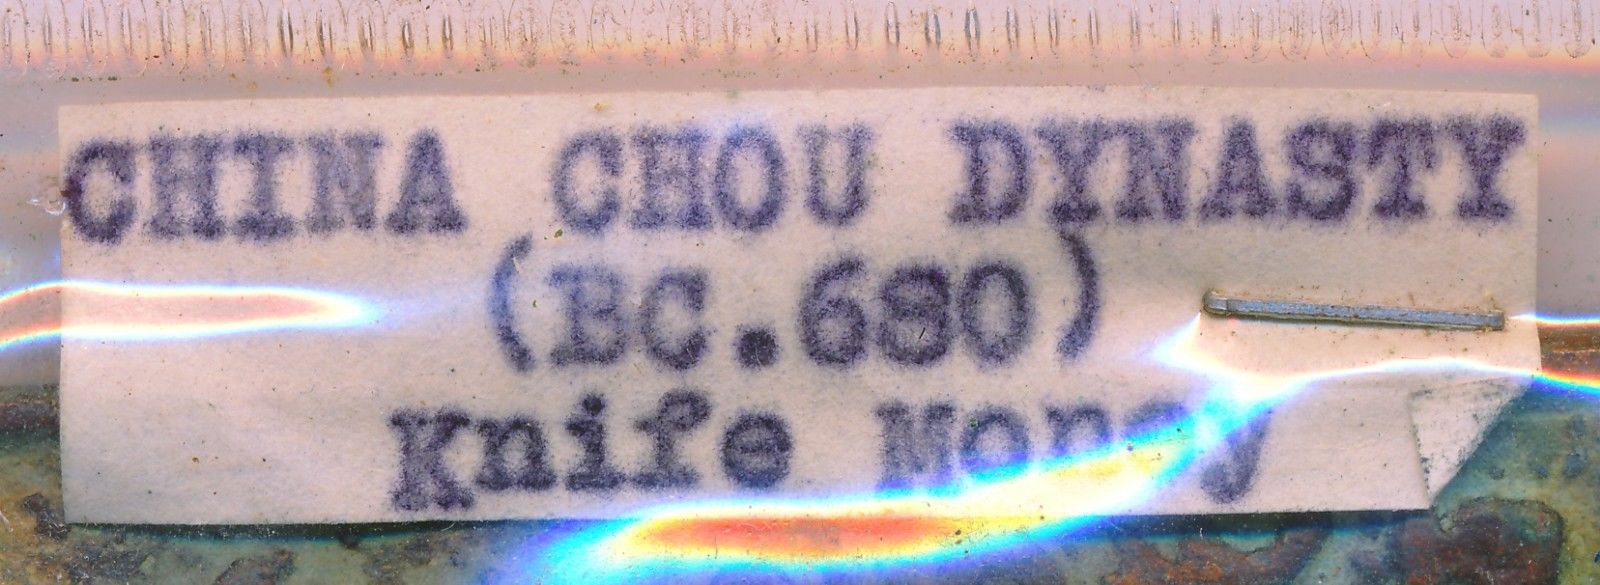 CHINA CHOU DYNASTY
(BC.680)
Knife Money